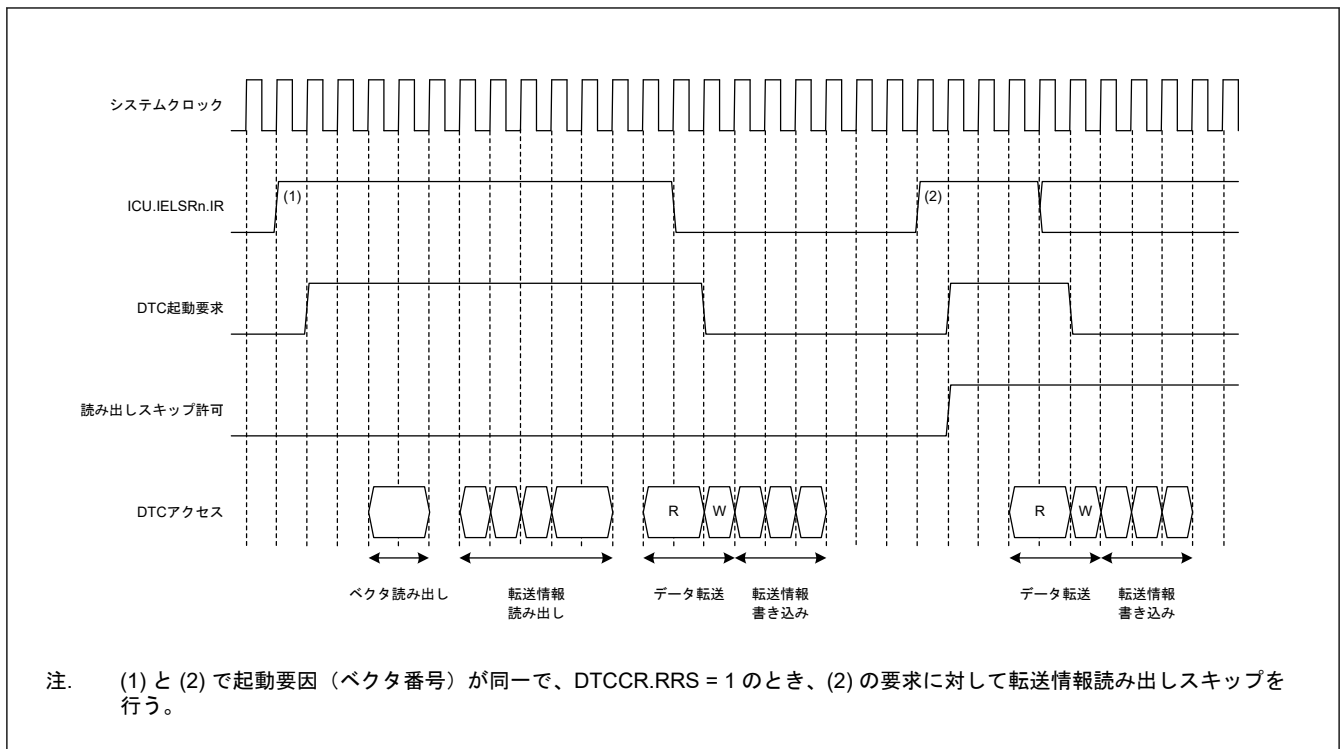 システムクロック
ICU.IELSRn.IR
(1)
(2)
DTC起動要求
読み出しスキップ許可
DTCアクセス
R
W
R
W
ベクタ読み出し
転送情報
読み出し
データ転送
転送情報
書き込み
データ転送
転送情報
書き込み
注. (1) と (2) で起動要因（ベクタ番号）が同一で、DTCCR.RRS = 1 のとき、(2) の要求に対して転送情報読み出しスキップを
行う。